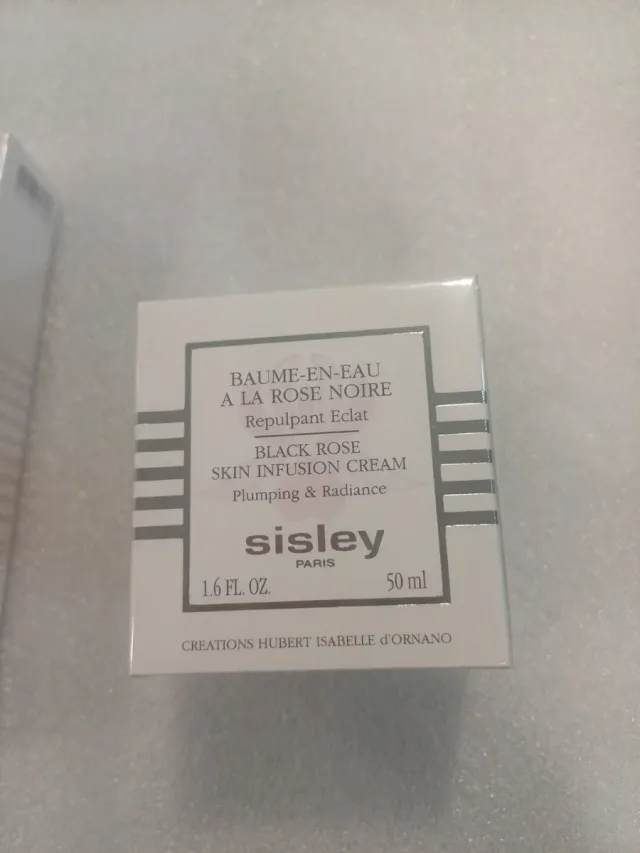 BAUME-EN-EAU
A LA ROSE NOIRE
Repulpant Eclat
BLACK ROSE
SKIN INFUSION CREAM
Plumping & Radiance
sisley
PARIS
1.6 FL. OZ. 50 ml
CREATIONS HUBERT ISABELLE d'ORNANO